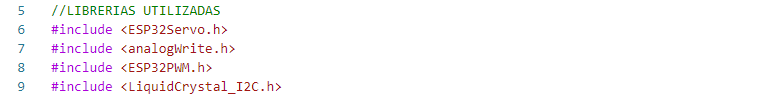 5 //LIBRERIAS UTILIZADAS
6 #include <ESP32Servo.h>
7 #include <analogWrite.h>
8 #include <ESP32PWM.h>
9 #include <LiquidCrystal_I2C.h>